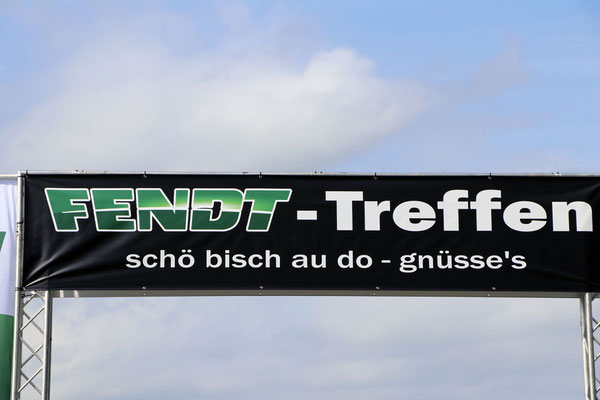 FENDT - Treffen
schö bisch au do - gnüsse's